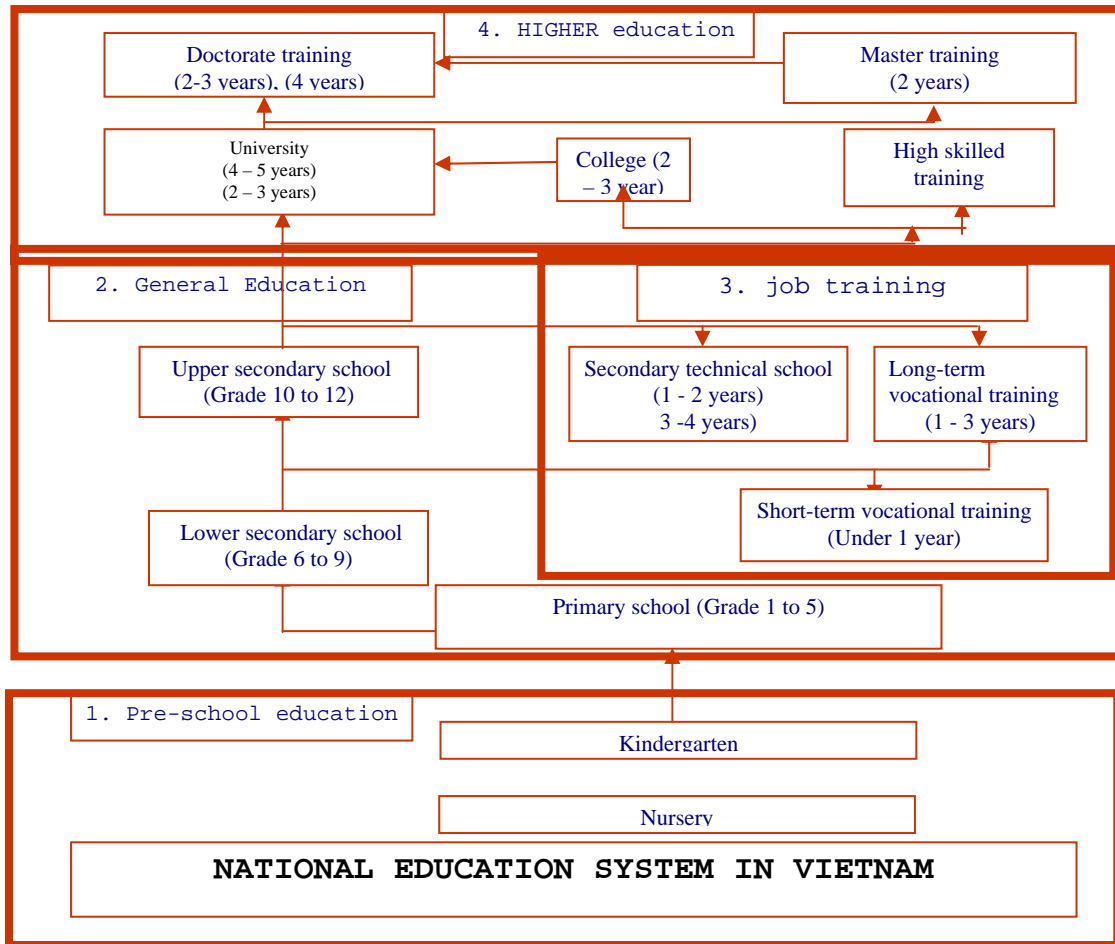 4. HIGHER education
Doctorate training
(2-3 years), (4 years)
Master training
(2 years)
University
(4 – 5 years)
(2 – 3 years)
College (2
– 3 year)
High skilled
training
2. General Education
3. job training
Upper secondary school
(Grade 10 to 12)
Secondary technical school
(1 - 2 years)
3 -4 years)
Long-term
vocational training
(1 - 3 years)
Short-term vocational training
(Under 1 year)
Lower secondary school
(Grade 6 to 9)
Primary school (Grade 1 to 5)
1. Pre-school education
Kindergarten
Nursery
NATIONAL EDUCATION SYSTEM IN VIETNAM